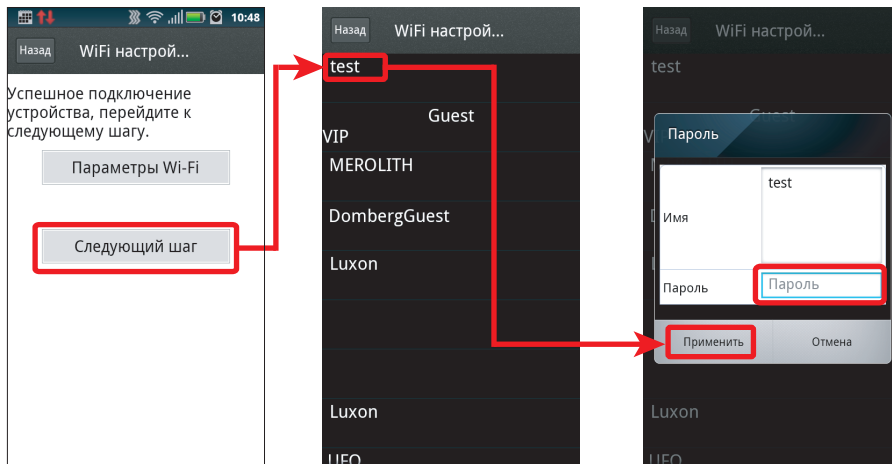 10:48
Назад WiFi настрой...
Успешное подключение
устройства, перейдите к
следующему шагу.
Параметры Wi-Fi
Следующий шаг
Назад WiFi настрой...
test
Guest
VIP
MEROLITH
DombergGuest
Luxon
Luxon
UFO
Назад WiFi настрой...
test
Guest
Пароль
test
Имя
Пароль Пароль
Применить Отмена
Luxon
UFO